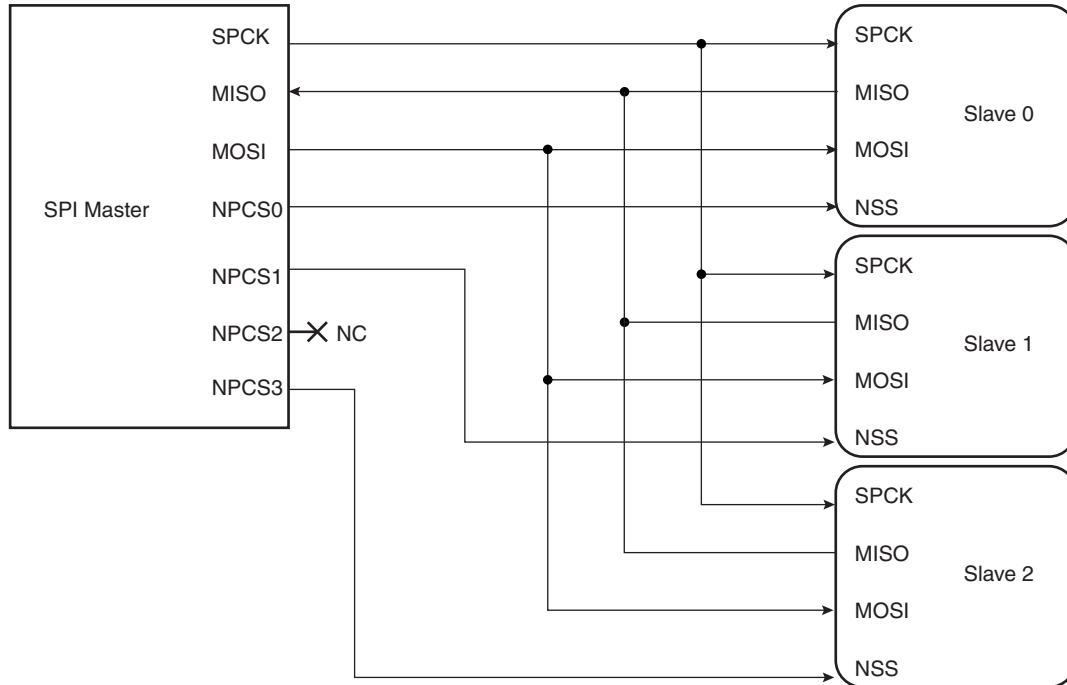 SPI Master
SPCK
MISO
MOSI
NPCS0
NPCS1
NPCS2
NC
NPCS3
SPCK
MISO
Slave 0
MOSI
NSS
SPCK
MISO
Slave 1
MOSI
NSS
SPCK
MISO
Slave 2
MOSI
NSS